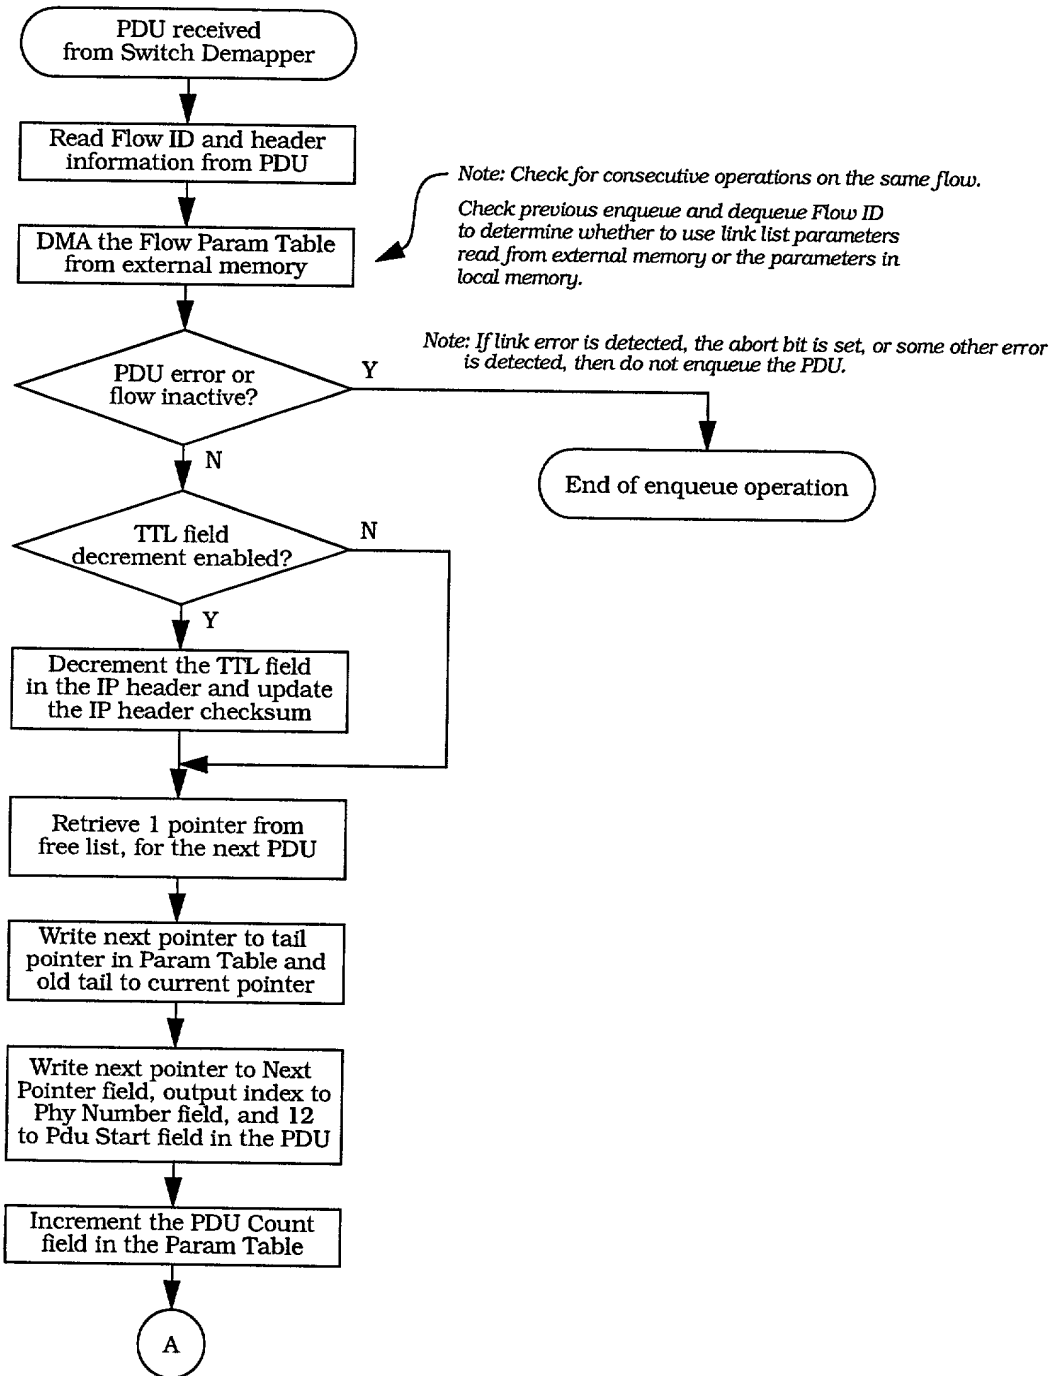 PDU received
from Switch Demapper
Read Flow ID and header
information from PDU
Note: Check for consecutive operations on the same flow.
Check previous enqueue and dequeue Flow ID
to determine whether to use link list parameters
read from external memory or the parameters in
local memory.
DMA the Flow Param Table
from external memory
Note: If link error is detected, the abort bit is set, or some other error
is detected, then do not enqueue the PDU.
PDU error or
flow inactive?
Y
N
End of enqueue operation
TTL field
decrement enabled?
N
Y
Decrement the TTL field
in the IP header and update
the IP header checksum
Retrieve 1 pointer from
free list, for the next PDU
Write next pointer to tail
pointer in Param Table and
old tail to current pointer
Write next pointer to Next
Pointer field, output index to
Phy Number field, and 12
to Pdu Start field in the PDU
Increment the PDU Count
field in the Param Table
A